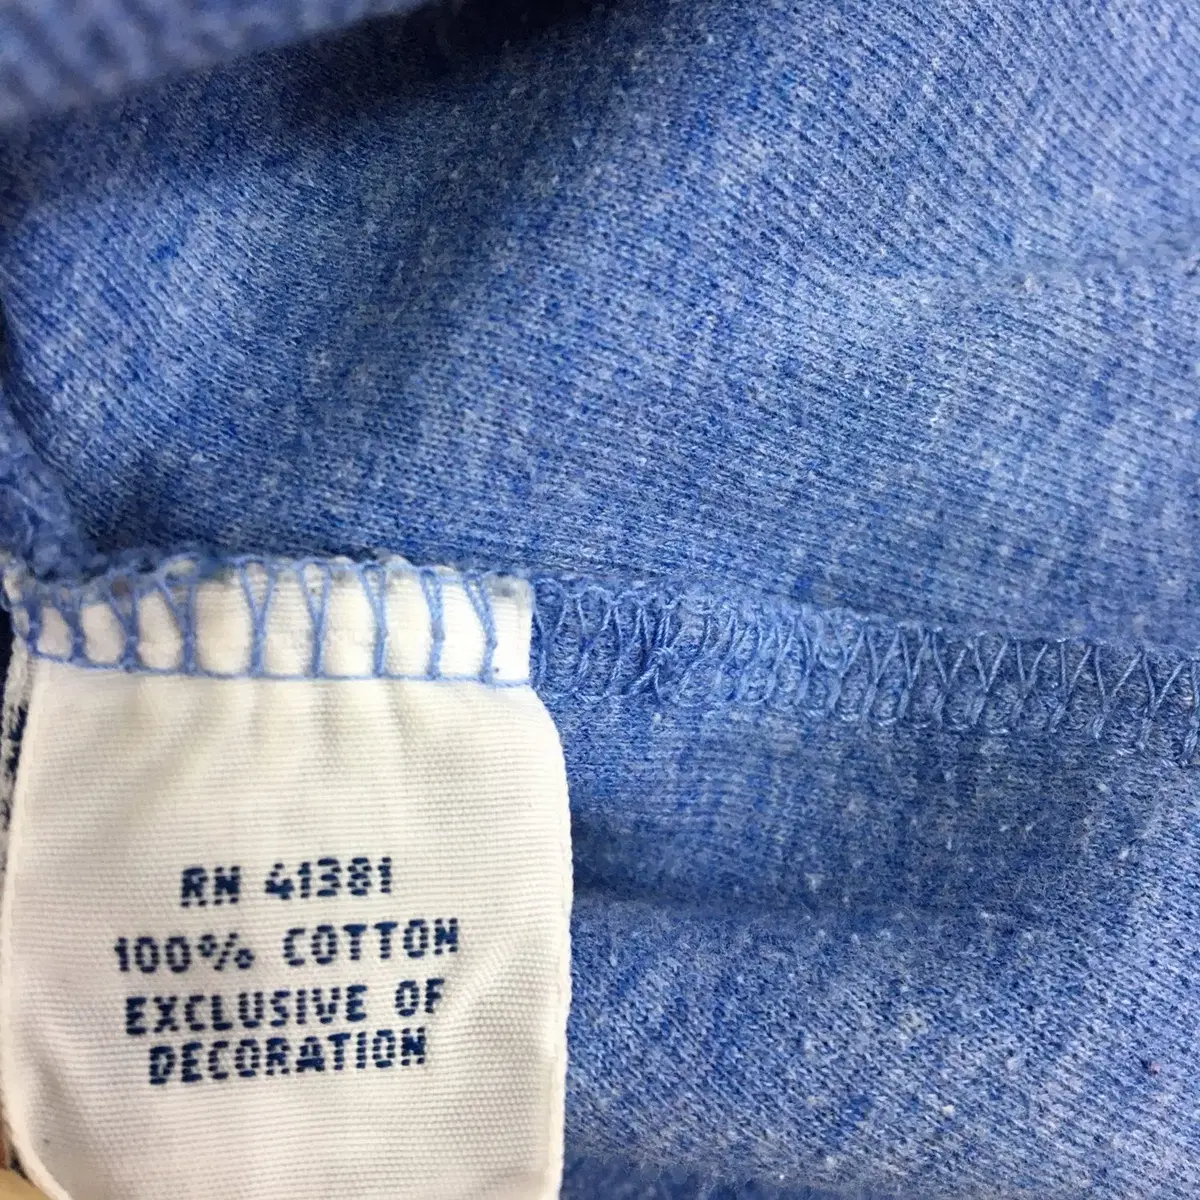 RN 41381
100% COTTON
EXCLUSIVE OF
DECORATION